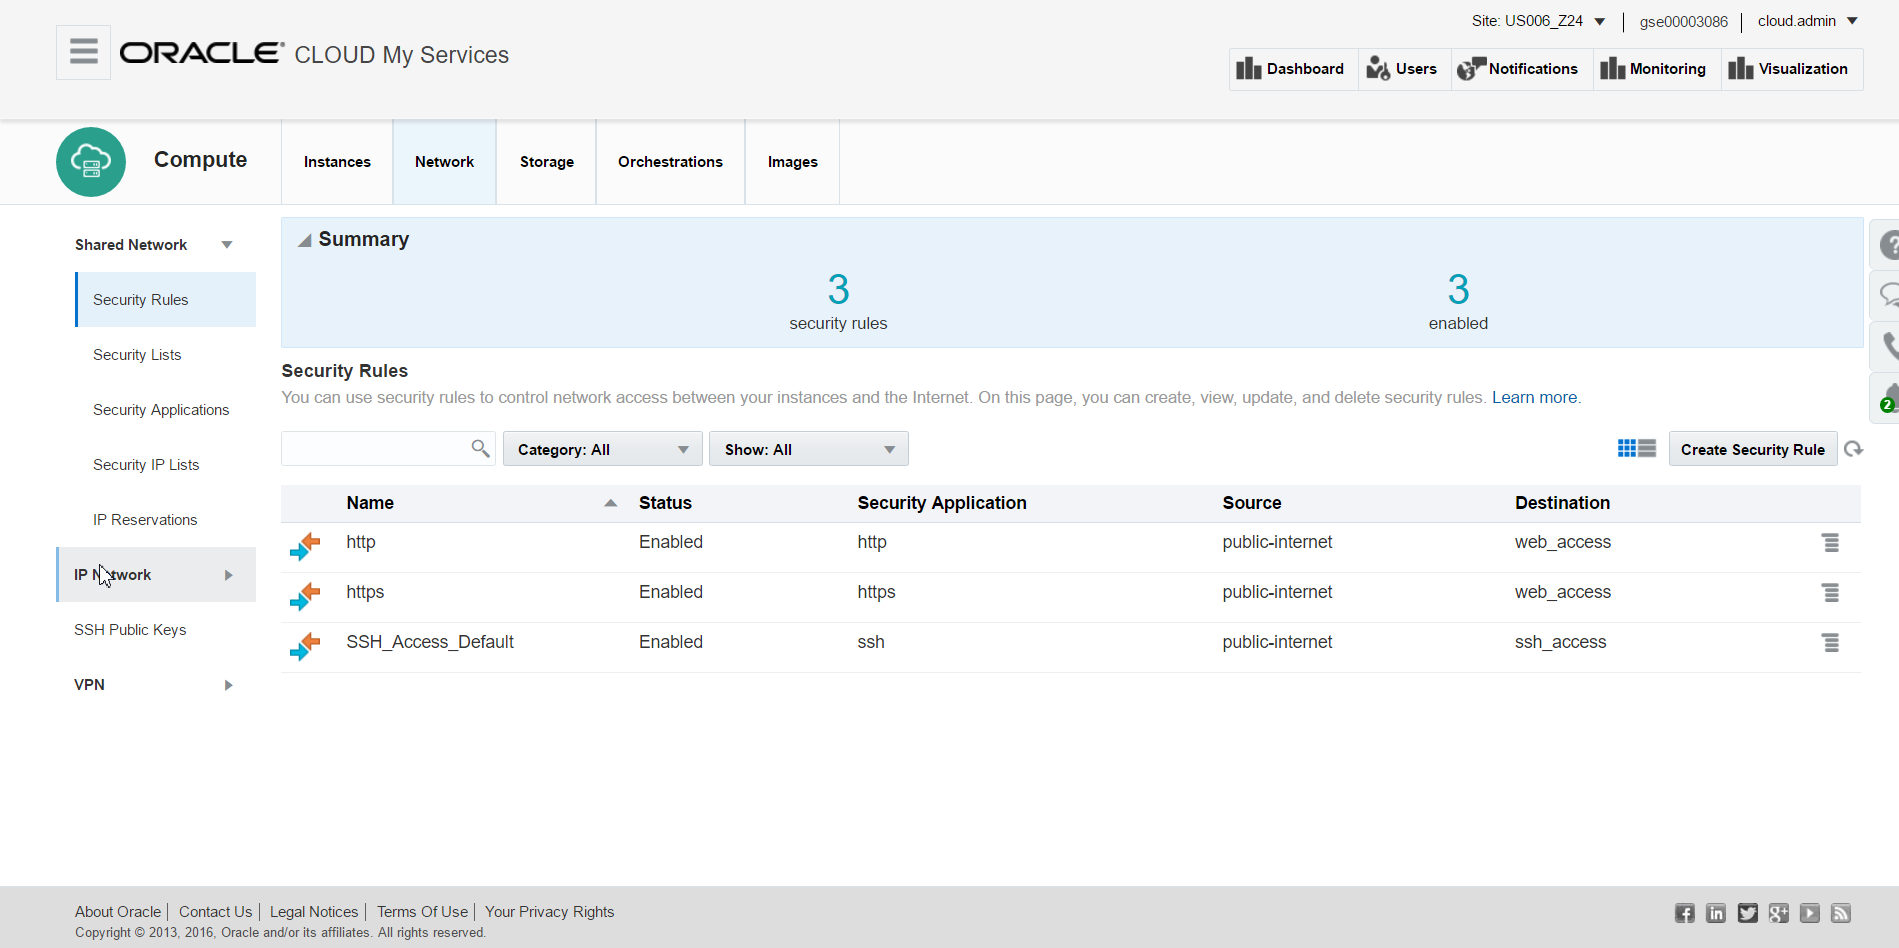 Site: US006_Z24 gse00003086 cloud.admin
ORACLE CLOUD My Services
Dashboard Users Notifications Monitoring Visualization
Compute Instances Network Storage Orchestrations Images
Shared Network
Security Rules
Security Lists
Security Applications
Security IP Lists
IP Reservations
IP Network
SSH Public Keys
VPN
Summary
3 3
security rules enabled
Security Rules
You can use security rules to control network access between your instances and the Internet. On this page, you can create, view, update, and delete security rules. Learn more.
Category: All Show: All Create Security Rule
Name Status Security Application Source Destination
http Enabled http public-internet web_access
https Enabled https public-internet web_access
SSH_Access_Default Enabled ssh public-internet ssh_access
?
2
About Oracle Contact Us Legal Notices Terms Of Use Your Privacy Rights
Copyright © 2013, 2016, Oracle and/or its affiliates. All rights reserved.
f in g+